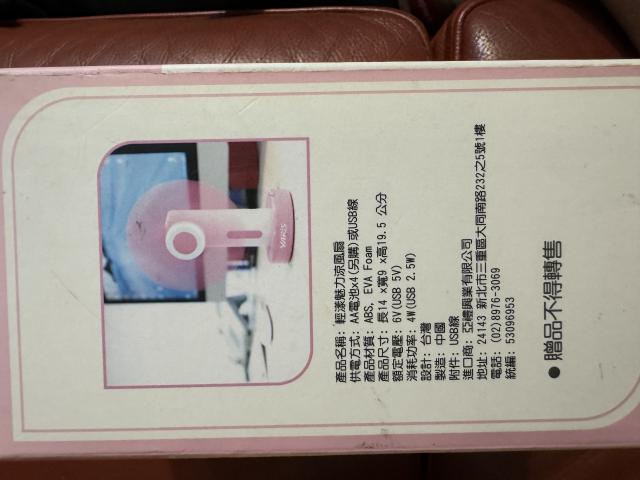 產品名稱: 輕漾魅力涼風扇
供電方式: AA電池x4(另購)或USB線
產品材質: ABS, EVA Foam
產品尺寸: 長14 x寬9 x高19.5 公分
額定電壓: 6V(USB 5V)
消耗功率: 4W(USB 2.5W)
設計: 台灣
製造: 中國
附件: USB線
進口商: 亞禮興業有限公司
地址: 24143 新北市三重區大同南路232之5號1樓
電話: (02)8976-3069
統編: 53096953
● 贈品不得轉售